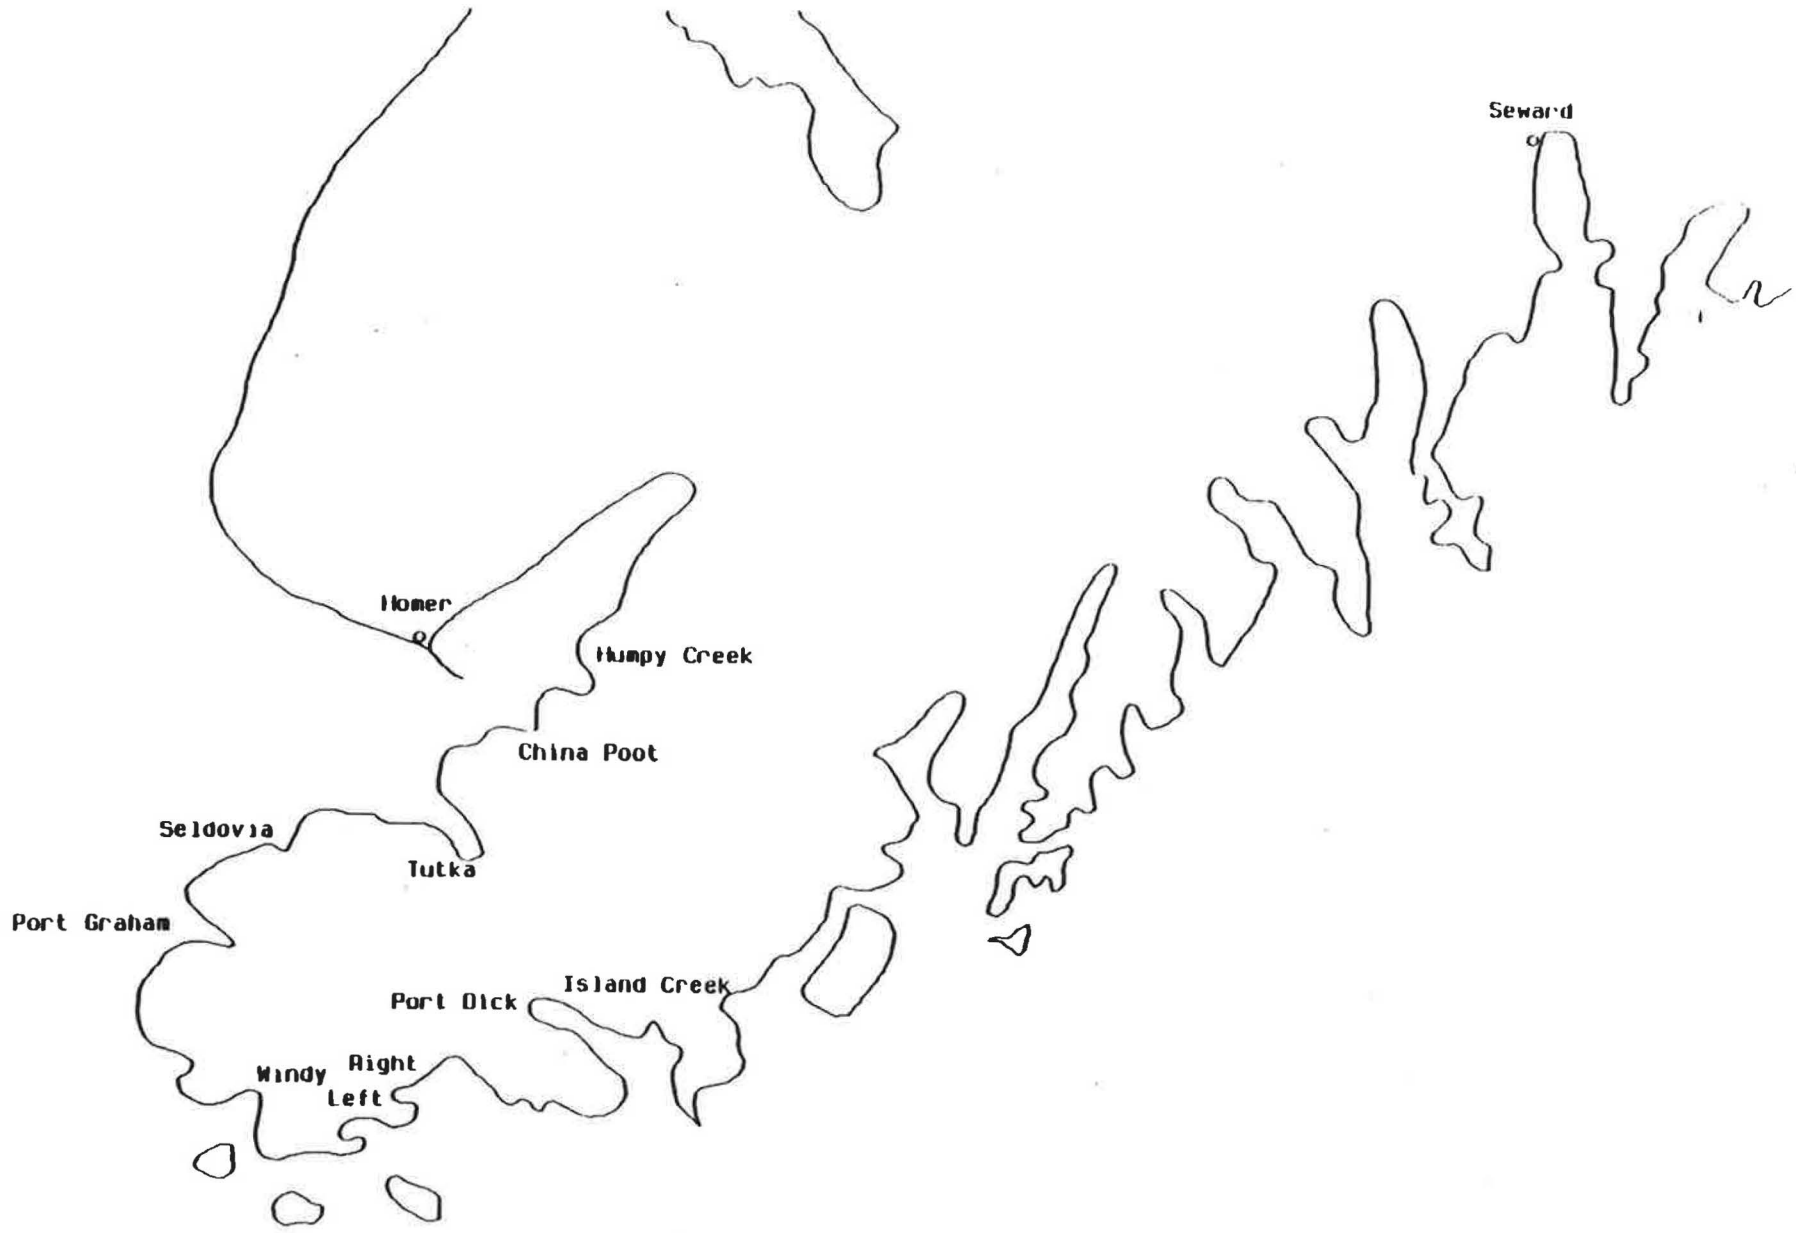 Seward
Homer
Humpy Creek
China Poot
Seldovia
Tutka
Port Graham
Island Creek
Port Dick
Windy Right
Left